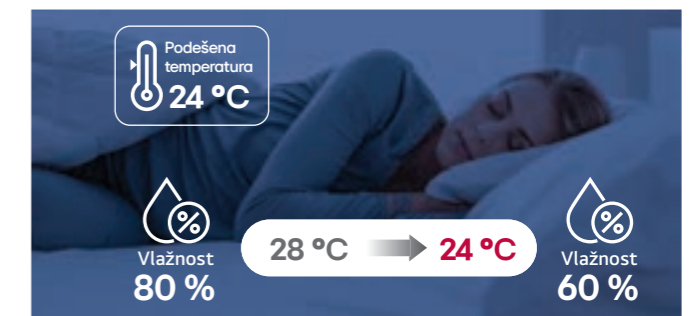 Podešena
temperatura
24 °C
%
Vlažnost
80 %
28 °C
24 °C
%
Vlažnost
60 %